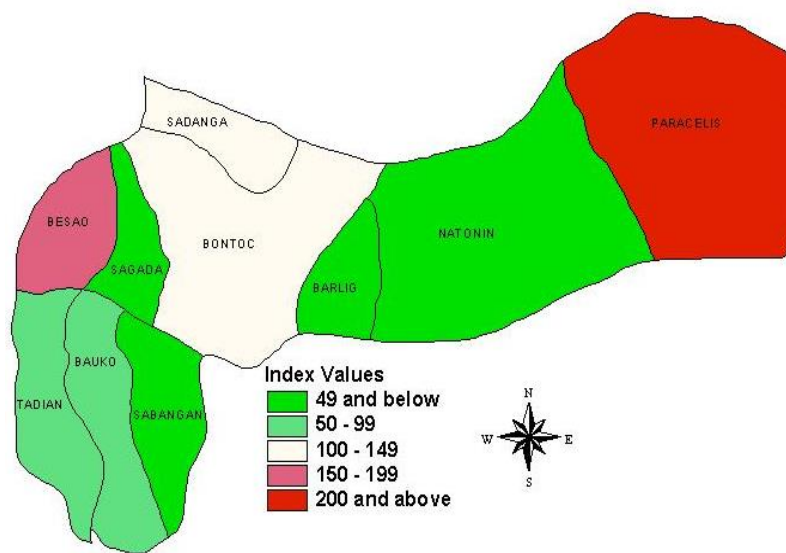 SADANGA
PARACELIS
BESAO
BONTOC
NATONIN
SAGADA
BARLIG
BAUKO
TADIAN
SABANGAN
Index Values
49 and below
50 - 99
100 - 149
150 - 199
200 and above
N
W E
S